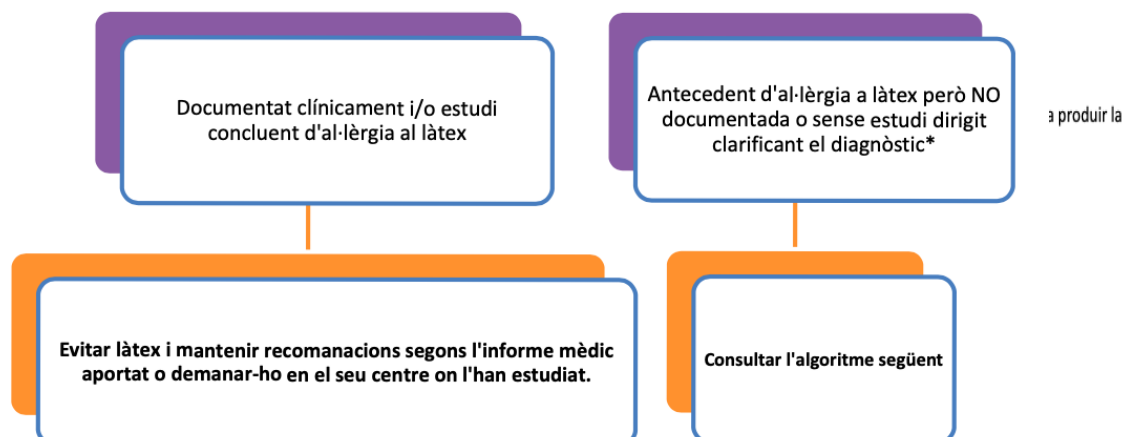 Documentat clínicament i/o estudi
concluent d'al·lèrgia al làtex
Antecedent d'al·lèrgia a làtex però NO
documentada o sense estudi dirigit
clarificant el diagnòstic*
a produir la
Evitar làtex i mantenir recomanacions segons l'informe mèdic
aportat o demanar-ho en el seu centre on l'han estudiat.
Consultar l'algoritme següent